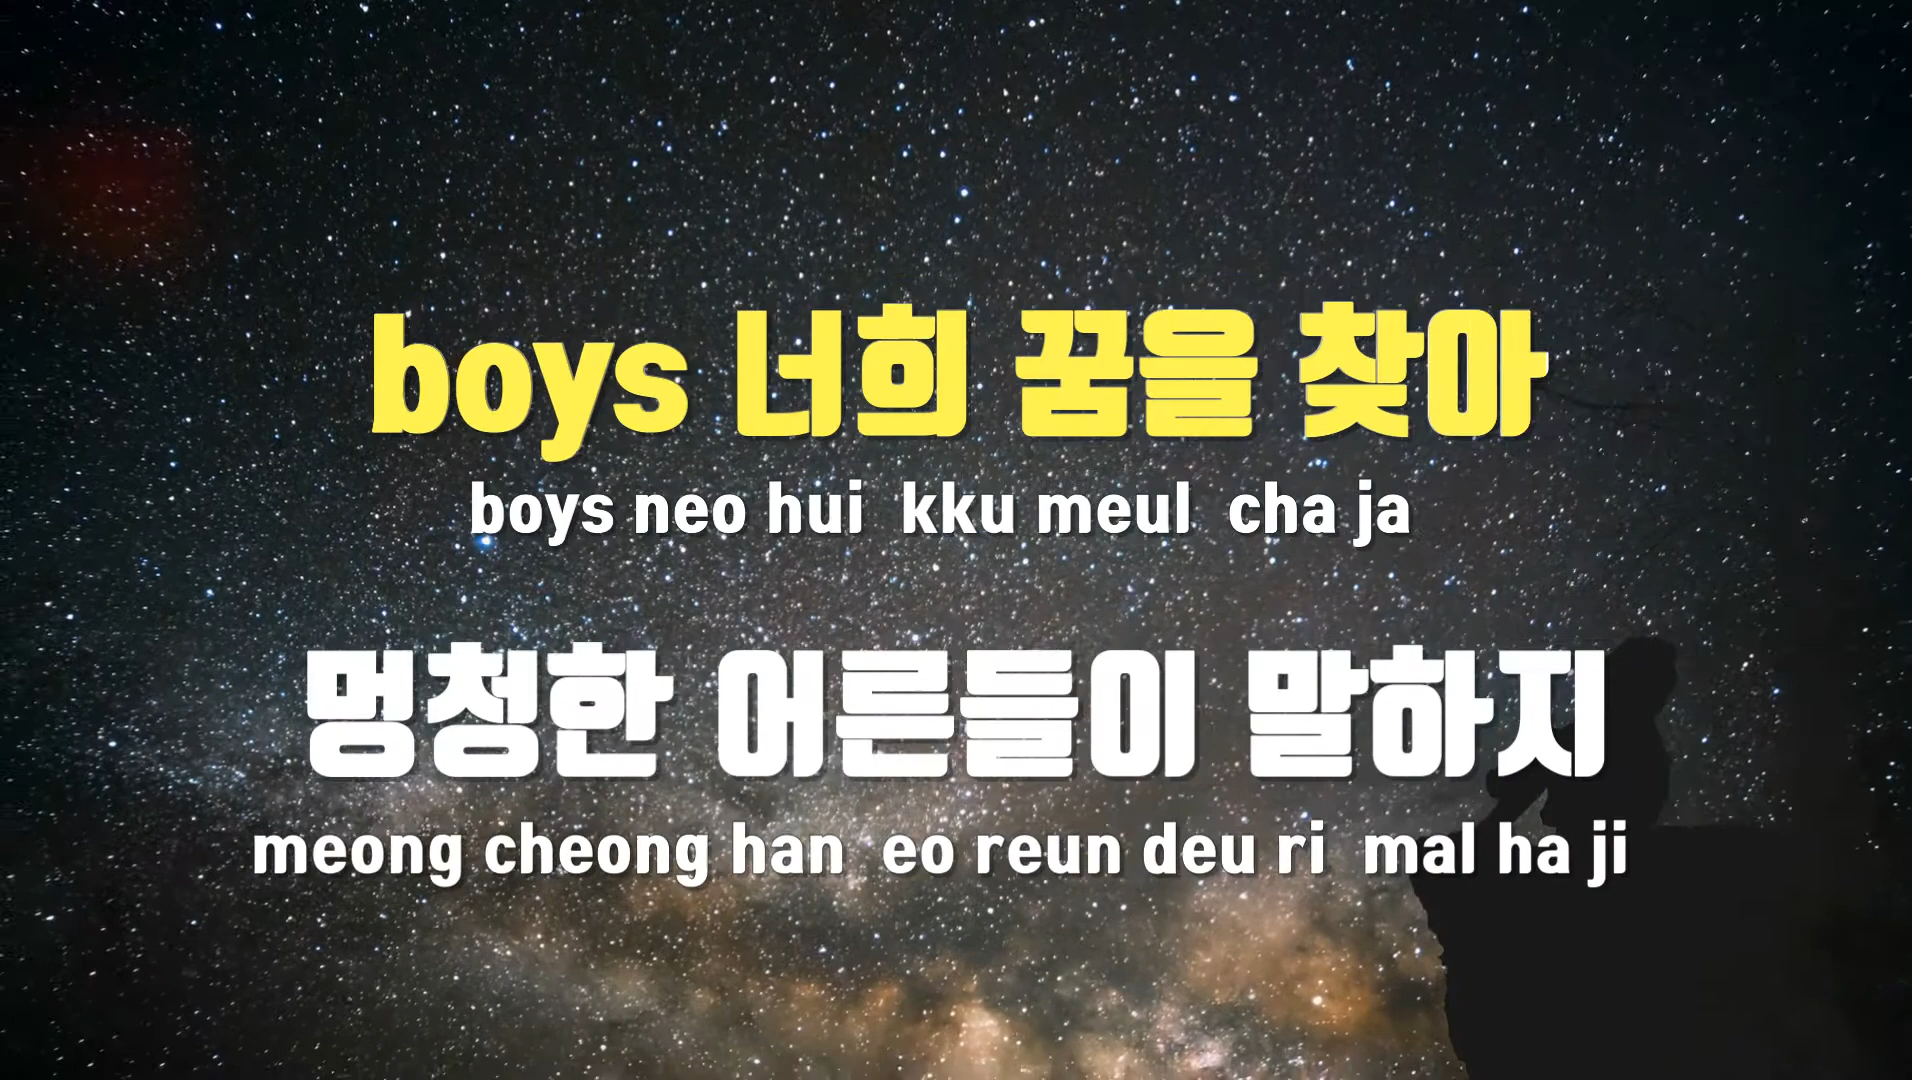 boys 너희 꿈을 찾아
boys neo hui kku meul cha ja
멍청한 어른들이 말하지
meong cheong han eo reun deu ri mal ha ji